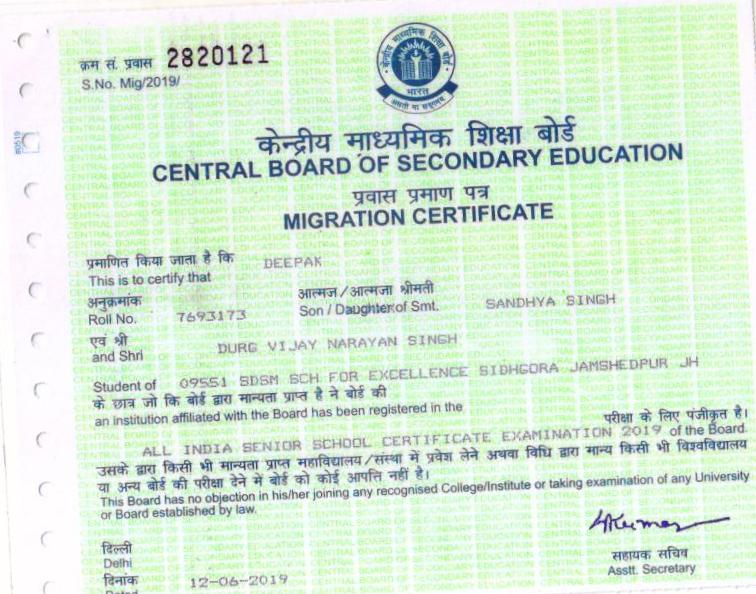 क्रम सं. प्रवास 2820121
S.No. Mig/2019/
केन्द्रीय माध्यमिक शिक्षा बोर्ड
भारत
असतो मा सद्गमय
केन्द्रीय माध्यमिक शिक्षा बोर्ड
CENTRAL BOARD OF SECONDARY EDUCATION
प्रवास प्रमाण पत्र
MIGRATION CERTIFICATE
प्रमाणित किया जाता है कि DEEPAK
This is to certify that
अनुक्रमांक आत्मज/आत्मजा श्रीमती
Roll No. 7693173 Son / Daughter of Smt. SANDHYA SINGH
एवं श्री DURG VIJAY NARAYAN SINGH
and Shri
Student of 09551 SDSM SCH FOR EXCELLENCE SIDHGORA JAMSHEDPUR JH
के छात्र जो कि बोर्ड द्वारा मान्यता प्राप्त है ने बोर्ड की
an institution affiliated with the Board has been registered in the
परीक्षा के लिए पंजीकृत है।
ALL INDIA SENIOR SCHOOL CERTIFICATE EXAMINATION 2019 of the Board.
उसके द्वारा किसी भी मान्यता प्राप्त महाविद्यालय/संस्था में प्रवेश लेने अथवा विधि द्वारा मान्य किसी भी विश्वविद्यालय
या अन्य बोर्ड की परीक्षा देने में बोर्ड को कोई आपत्ति नहीं है।
This Board has no objection in his/her joining any recognised College/Institute or taking examination of any University
or Board established by law.
दिल्ली
Delhi
सहायक सचिव
Asstt. Secretary
दिनांक 12-06-2019
Dated